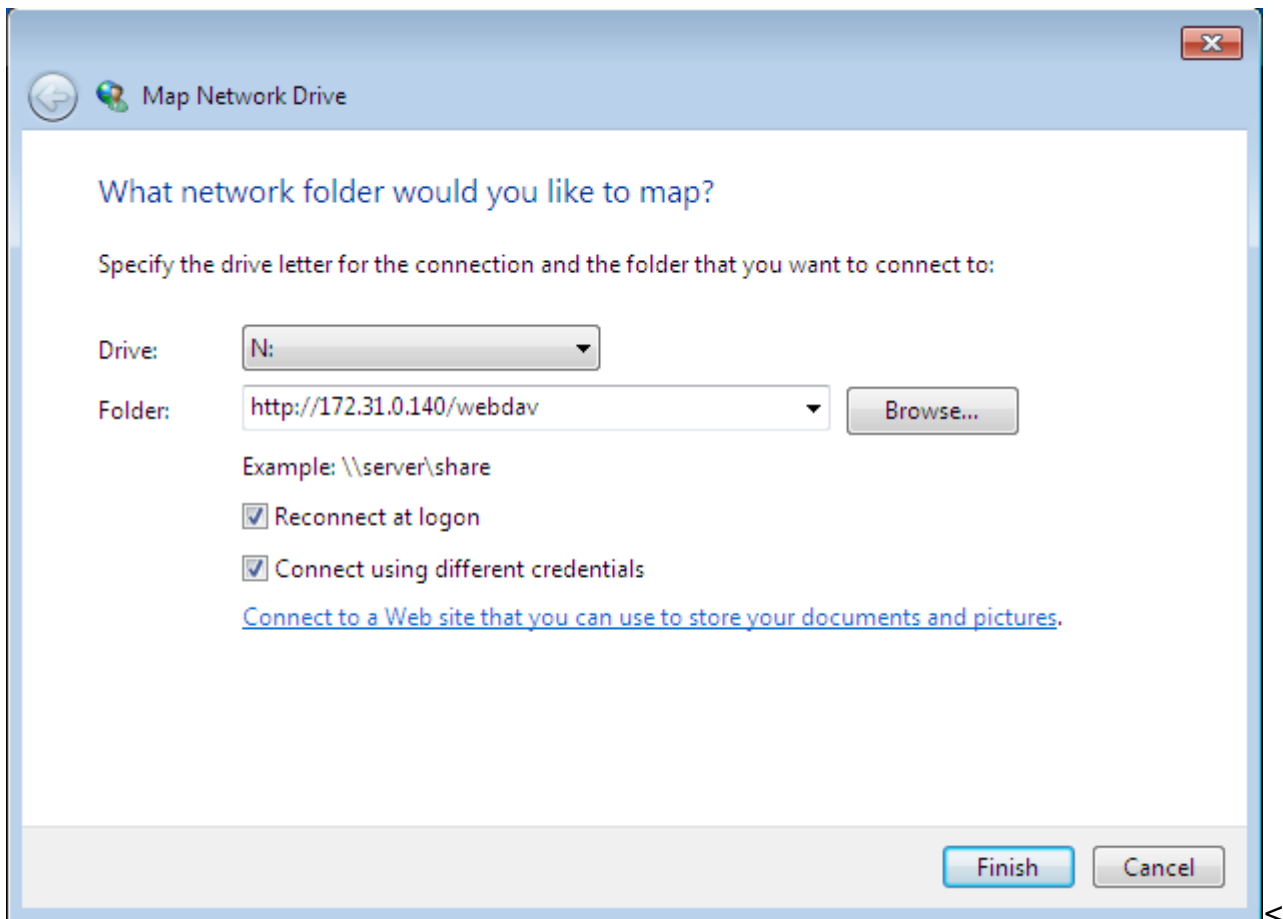 Map Network Drive
What network folder would you like to map?
Specify the drive letter for the connection and the folder that you want to connect to:
Drive: N:
Folder: http://172.31.0.140/webdav Browse...
Example: \\server\share
Reconnect at logon
Connect using different credentials
Connect to a Web site that you can use to store your documents and pictures.
Finish Cancel
<